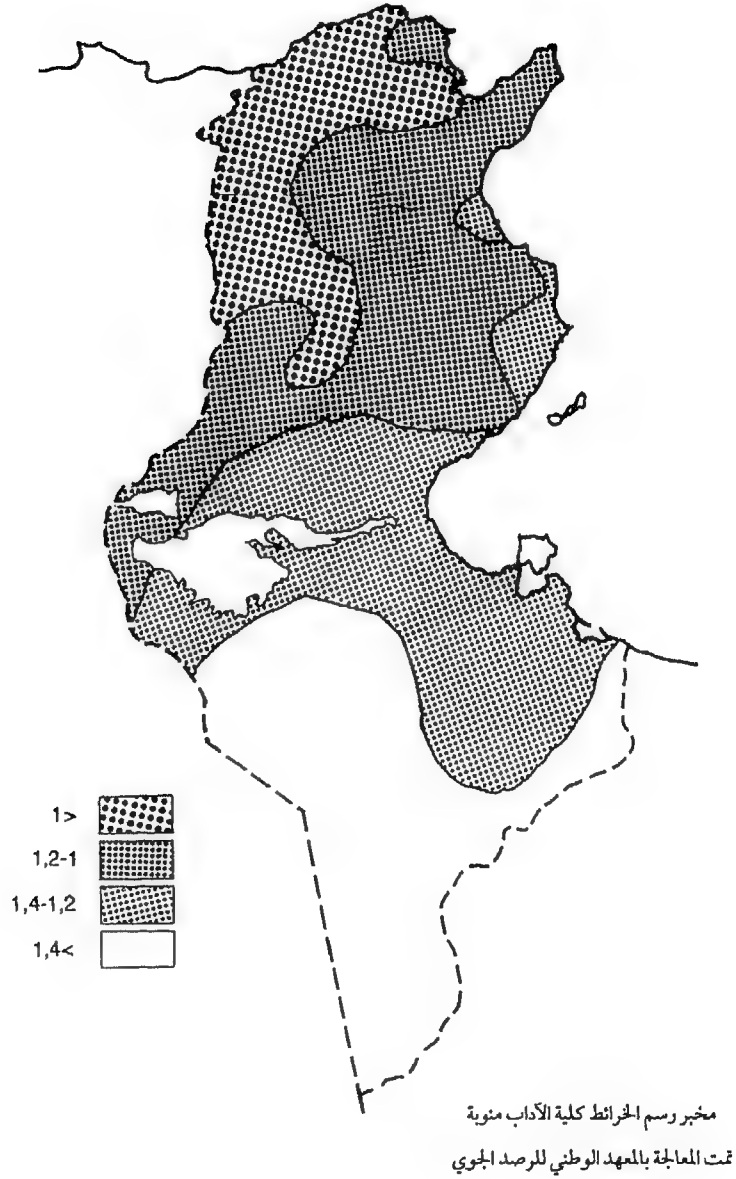 1>
1,2-1
1,4-1,2
1,4<
مخبر رسم الخرائط كلية الآداب منوبة
تمت المعالجة بالمعهد الوطني للرصد الجوي